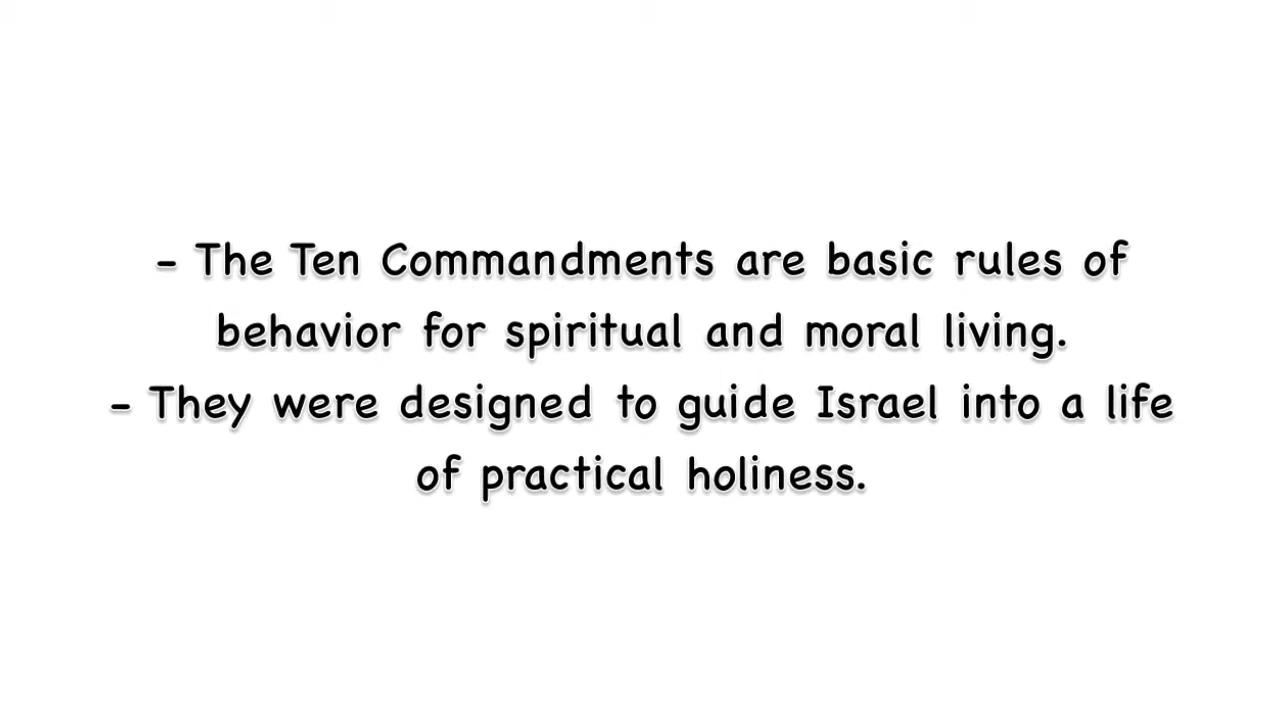 - The Ten Commandments are basic rules of
behavior for spiritual and moral living.
- They were designed to guide Israel into a life
of practical holiness.